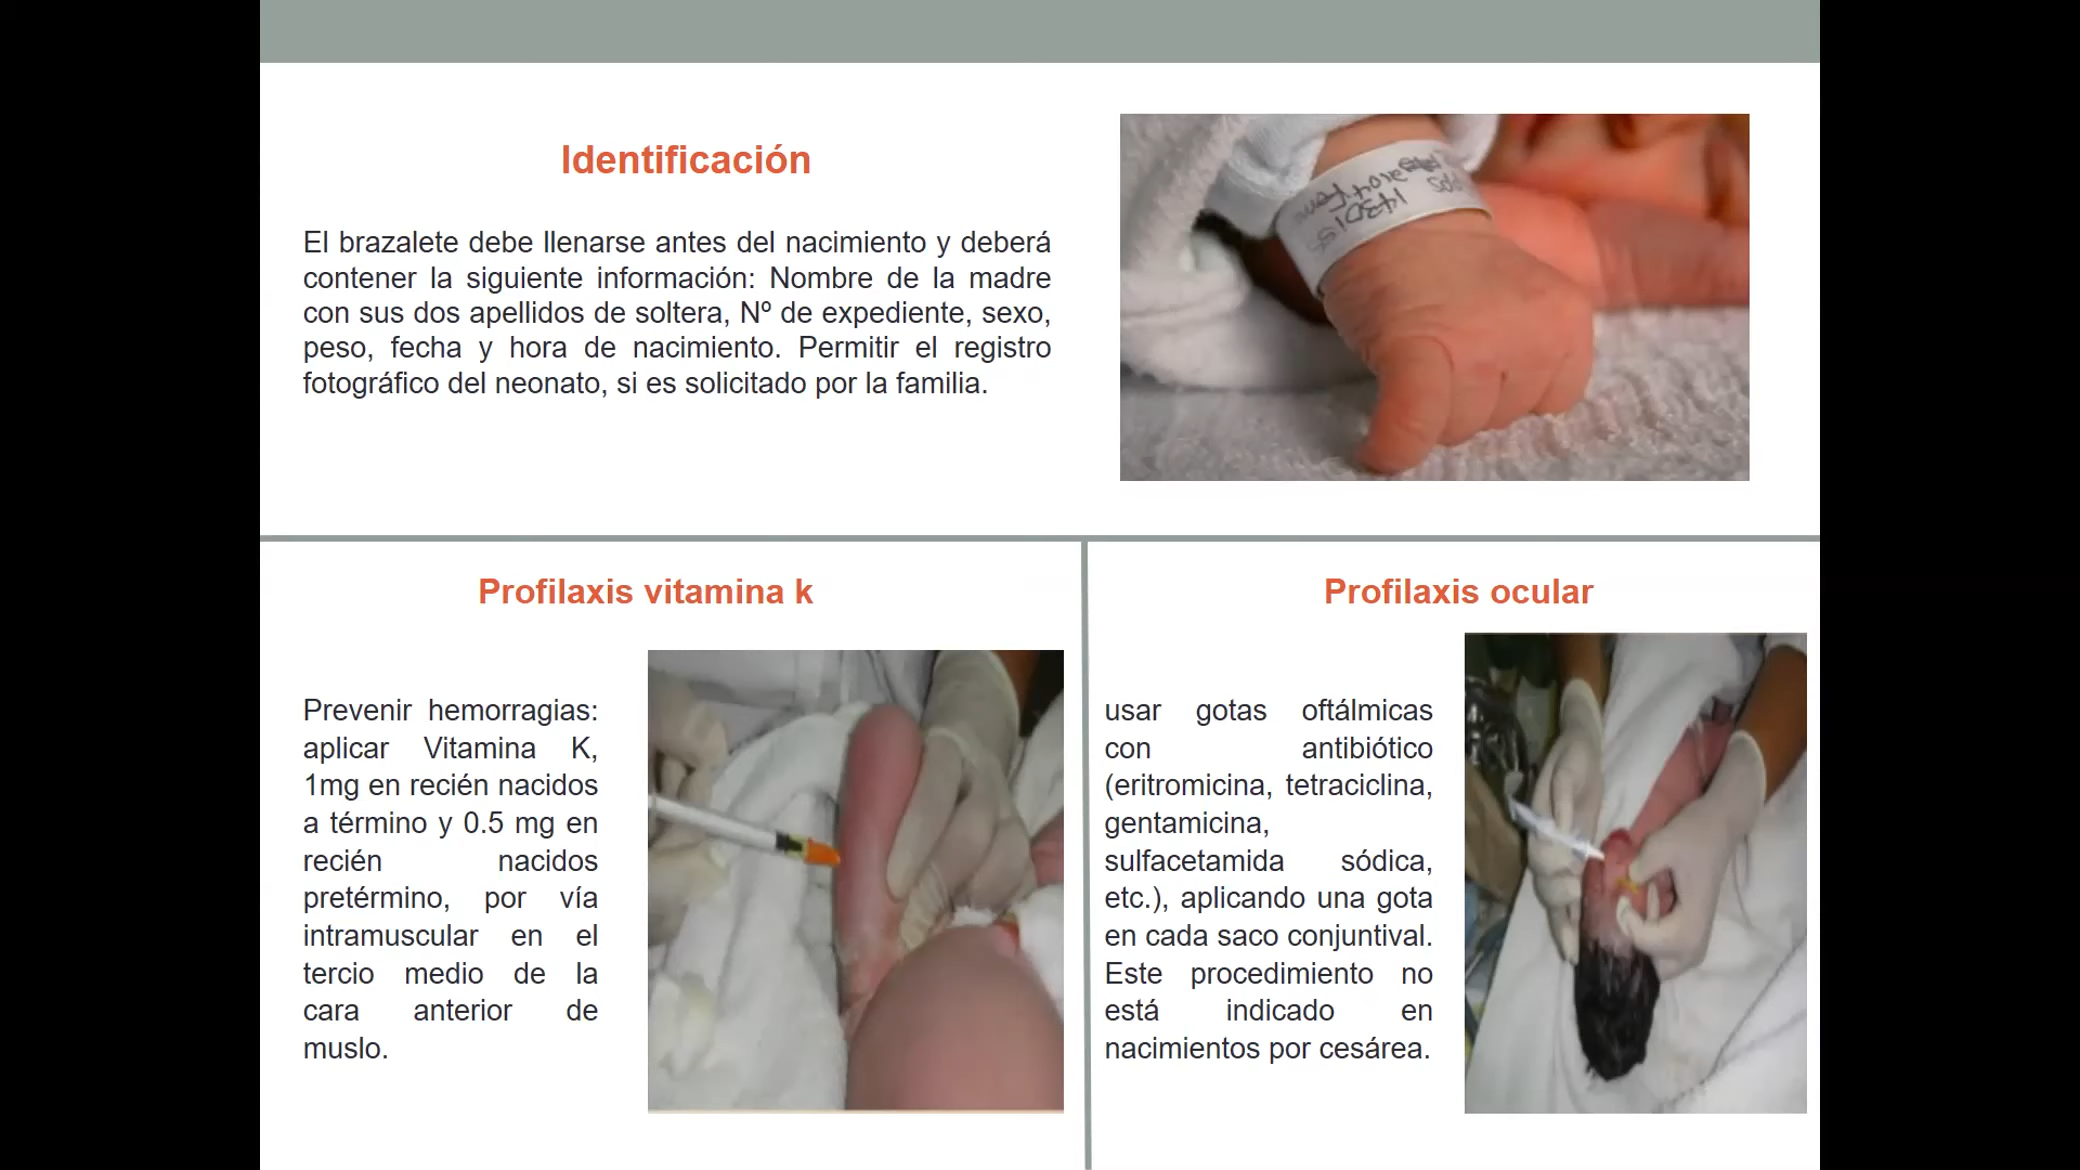 Identificación
El brazalete debe llenarse antes del nacimiento y deberá
contener la siguiente información: Nombre de la madre
con sus dos apellidos de soltera, Nº de expediente, sexo,
peso, fecha y hora de nacimiento. Permitir el registro
fotográfico del neonato, si es solicitado por la familia.
Profilaxis vitamina k
Prevenir hemorragias:
aplicar Vitamina K,
1mg en recién nacidos
a término y 0.5 mg en
recién nacidos
pretérmino, por vía
intramuscular en el
tercio medio de la
cara anterior de
muslo.
Profilaxis ocular
usar gotas oftálmicas
con antibiótico
(eritromicina, tetraciclina,
gentamicina,
sulfacetamida sódica,
etc.), aplicando una gota
en cada saco conjuntival.
Este procedimiento no
está indicado en
nacimientos por cesárea.